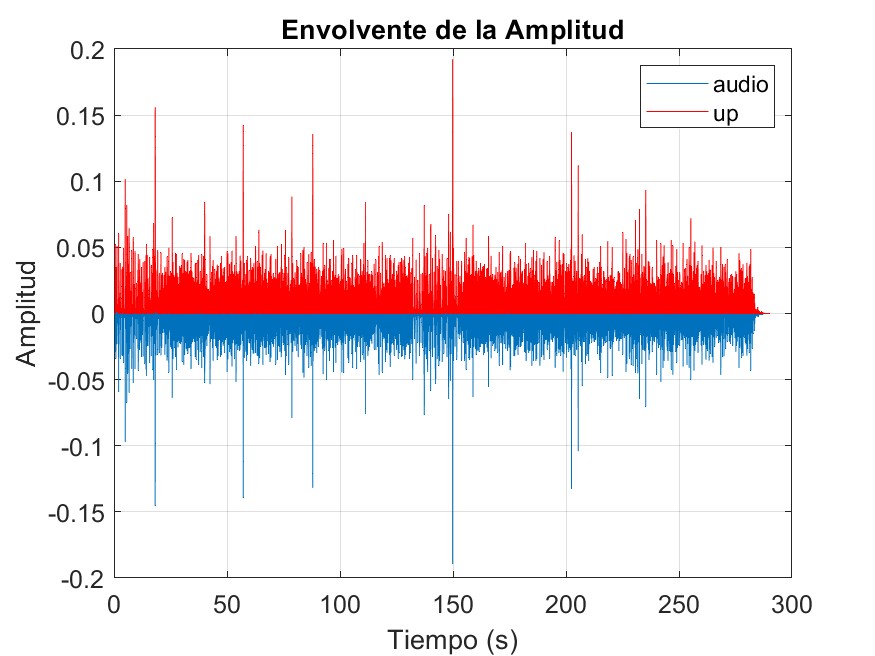 Envolvente de la Amplitud
0.2
0.15
0.1
0.05
0
-0.05
-0.1
-0.15
-0.2
Amplitud
audio
up
0 50 100 150 200 250 300
Tiempo (s)